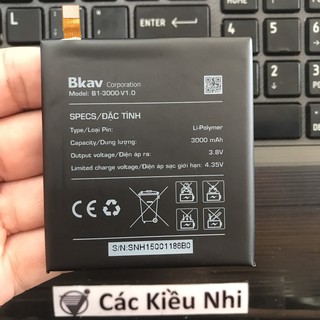 Bkav Corporation
Model: B1-3000-V1.0
SPECS/ĐẶC TÍNH
Type/Loại Pin: Li-Polymer
Capacity/Dung lượng: 3000 mAh
Output voltage/Điện áp ra: 3.8V
Limited charge voltage/Điện áp sạc giới hạn: 4.35V
S/N:SNH15001186B0
Các Kiều Nhi